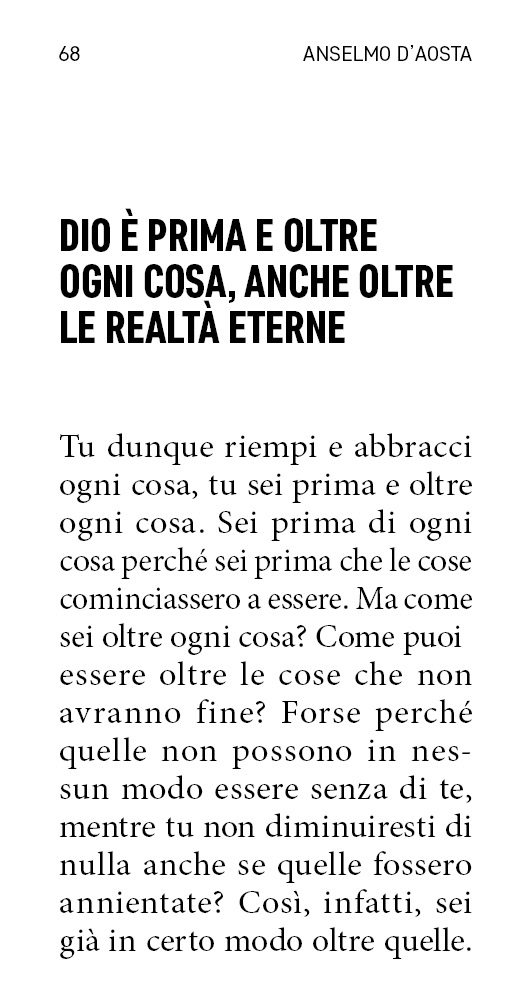 68 ANSELMO D'AOSTA
DIO È PRIMA E OLTRE
OGNI COSA, ANCHE OLTRE
LE REALTÀ ETERNE
Tu dunque riempi e abbracci
ogni cosa, tu sei prima e oltre
ogni cosa. Sei prima di ogni
cosa perché sei prima che le cose
cominciassero a essere. Ma come
sei oltre ogni cosa? Come puoi
essere oltre le cose che non
avranno fine? Forse perché
quelle non possono in nes-
sun modo essere senza di te,
mentre tu non diminuiresti di
nulla anche se quelle fossero
annientate? Così, infatti, sei
già in certo modo oltre quelle.